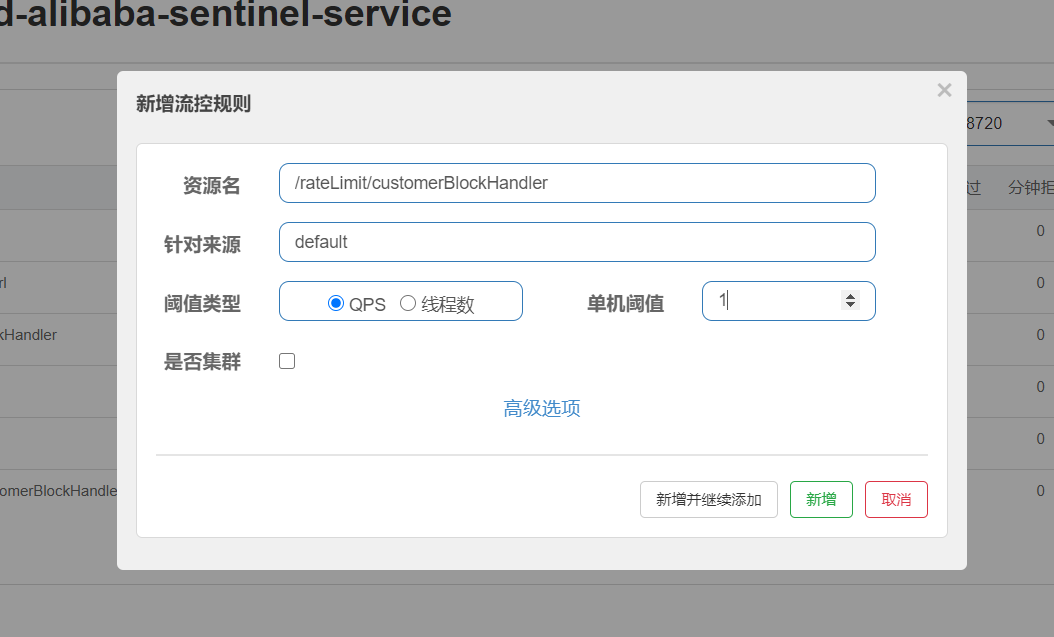 d-alibaba-sentinel-service
新增流控规则
×
8720
资源名 /rateLimit/customerBlockHandler
过 分钟拒
针对来源 default
0
rl
0
阈值类型 QPS 线程数 单机阈值 1
kHandler
0
是否集群
0
高级选项
0
omerBlockHandle
0
新增并继续添加 新增 取消